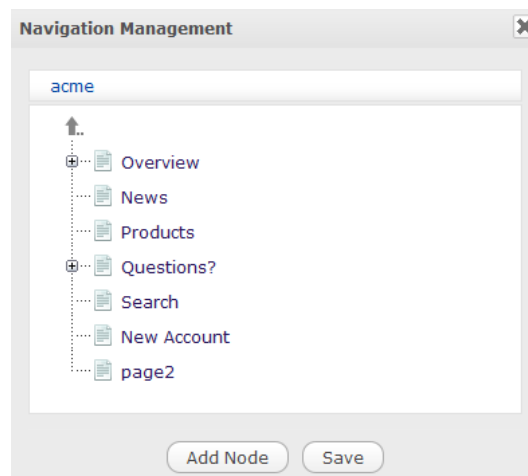 Navigation Management
acme
..
Overview
News
Products
Questions?
Search
New Account
page2
Add Node Save